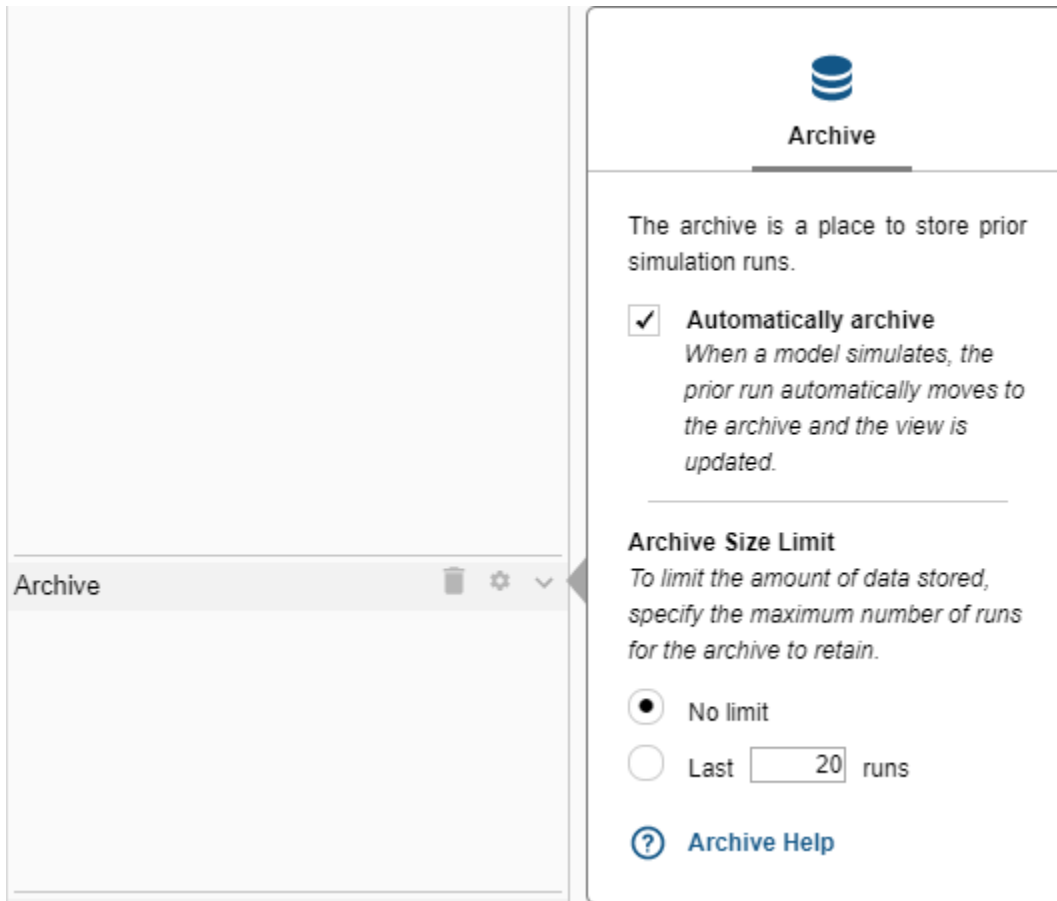 Archive
Archive
The archive is a place to store prior
simulation runs.
Automatically archive
When a model simulates, the
prior run automatically moves to
the archive and the view is
updated.
Archive Size Limit
To limit the amount of data stored,
specify the maximum number of runs
for the archive to retain.
No limit
Last 20 runs
? Archive Help